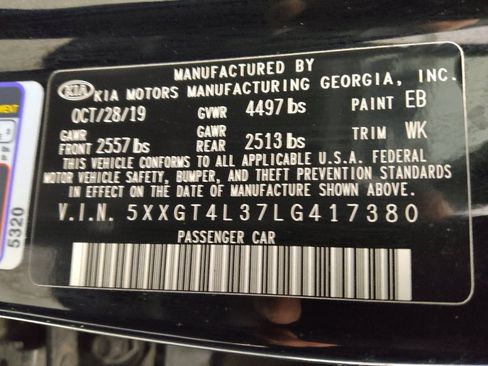 MANUFACTURED BY
KIA KIA MOTORS MANUFACTURING GEORGIA, INC.
OCT/28/19 GVWR 4497 lbs PAINT EB
GAWR FRONT 2557 lbs GAWR REAR 2513 lbs TRIM WK
THIS VEHICLE CONFORMS TO ALL APPLICABLE U.S.A. FEDERAL
MOTOR VEHICLE SAFETY, BUMPER, AND THEFT PREVENTION STANDARDS
IN EFFECT ON THE DATE OF MANUFACTURE SHOWN ABOVE.
V.I.N. 5XXGT4L37LG417380
PASSENGER CAR
5320